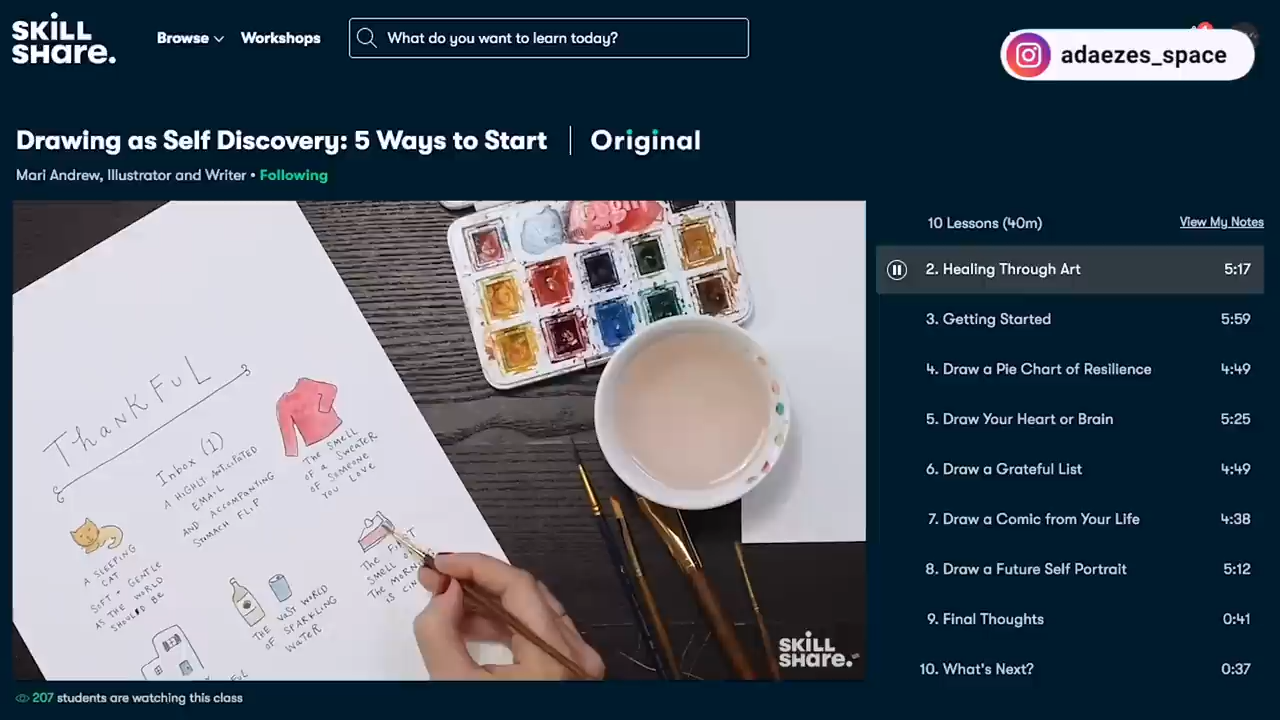 SKILL
SHARE.
Browse
Workshops
What do you want to learn today?
adaezes_space
Drawing as Self Discovery: 5 Ways to Start | Original
Mari Andrew, Illustrator and Writer • Following
10 Lessons (40m)
View My Notes
2. Healing Through Art 5:17
3. Getting Started 5:59
4. Draw a Pie Chart of Resilience 4:49
5. Draw Your Heart or Brain 5:25
6. Draw a Grateful List 4:49
7. Draw a Comic from Your Life 4:38
8. Draw a Future Self Portrait 5:12
9. Final Thoughts 0:41
10. What's Next? 0:37
THANKFUL
Inbox (1)
A HIGHLY ANTICIPATED
EMAIL
AND ACCOMPANYING
STOMACH FLIP
THE SMELL
OF A SWEATER
OF SOMEONE
YOU LOVE
A SLEEPING
CAT
SOFT + GENTLE
AS THE WORLD
SHOULD BE
THE VAST WORLD
OF SPARKLING
WATER
THE
SMELL
THE
IS
SKILL
SHARE.
207 students are watching this class